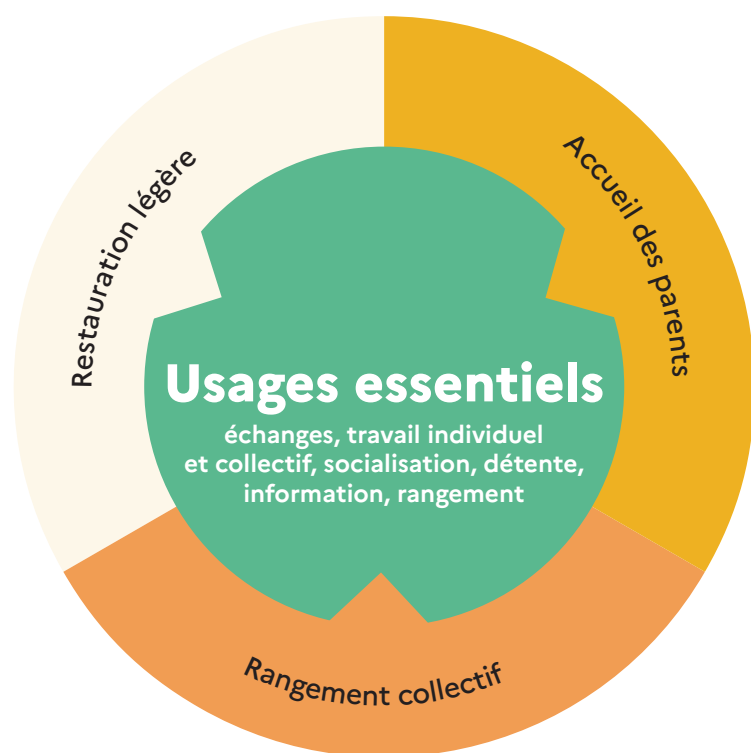 Restauration légère
Accueil des parents
Usages essentiels
échanges, travail individuel
et collectif, socialisation, détente,
information, rangement
Rangement collectif